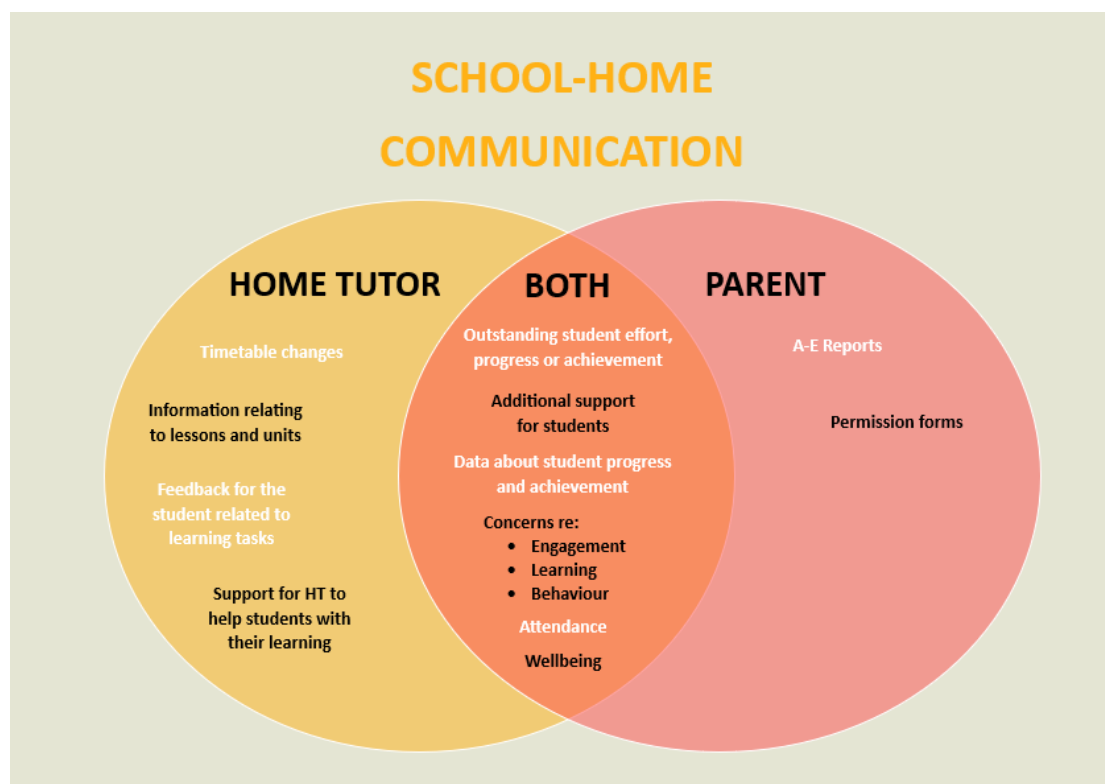 SCHOOL-HOME
COMMUNICATION
HOME TUTOR
Timetable changes
Information relating
to lessons and units
Feedback for the
student related to
learning tasks
Support for HT to
help students with
their learning
BOTH
Outstanding student effort,
progress or achievement
Additional support
for students
Data about student progress
and achievement
Concerns re:
• Engagement
• Learning
• Behaviour
Attendance
Wellbeing
PARENT
A-E Reports
Permission forms